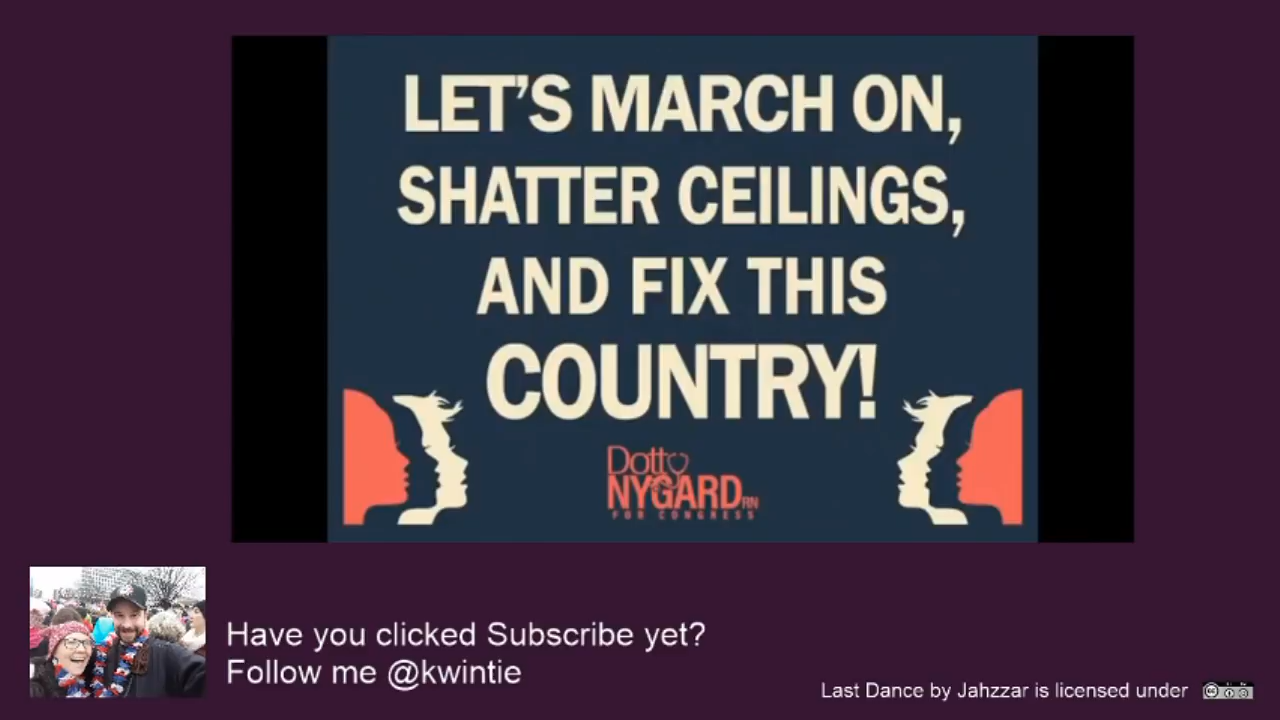 LET'S MARCH ON,
SHATTER CEILINGS,
AND FIX THIS
COUNTRY!
Dotty
NYGARD RN
FOR CONGRESS
Have you clicked Subscribe yet?
Follow me @kwintie
Last Dance by Jahzzar is licensed under